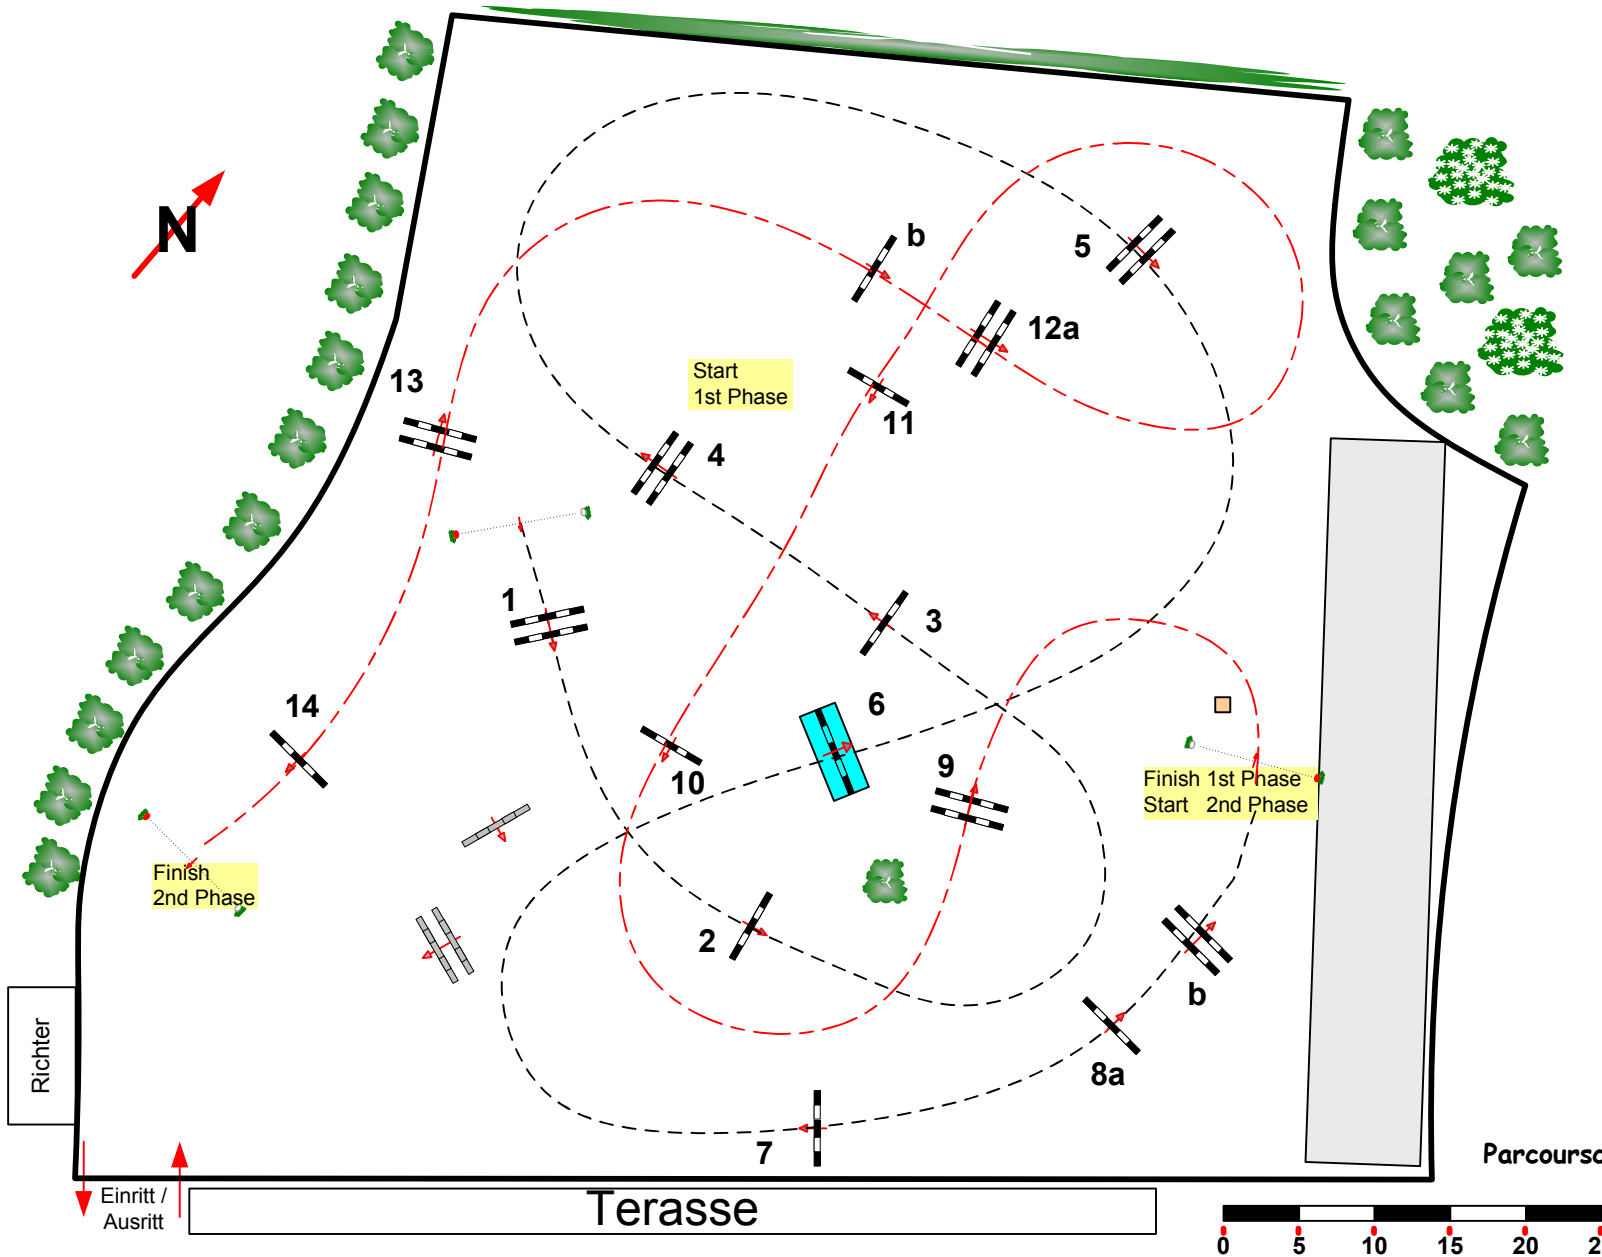 N
b
5
12a
Start
1st Phase
13
11
4
1
3
14
6
10
9
Finish 1st Phase
Start 2nd Phase
Finish
2nd Phase
2
b
8a
7
Richter
Einritt /
Ausritt
Terasse
0 5 10 15 20